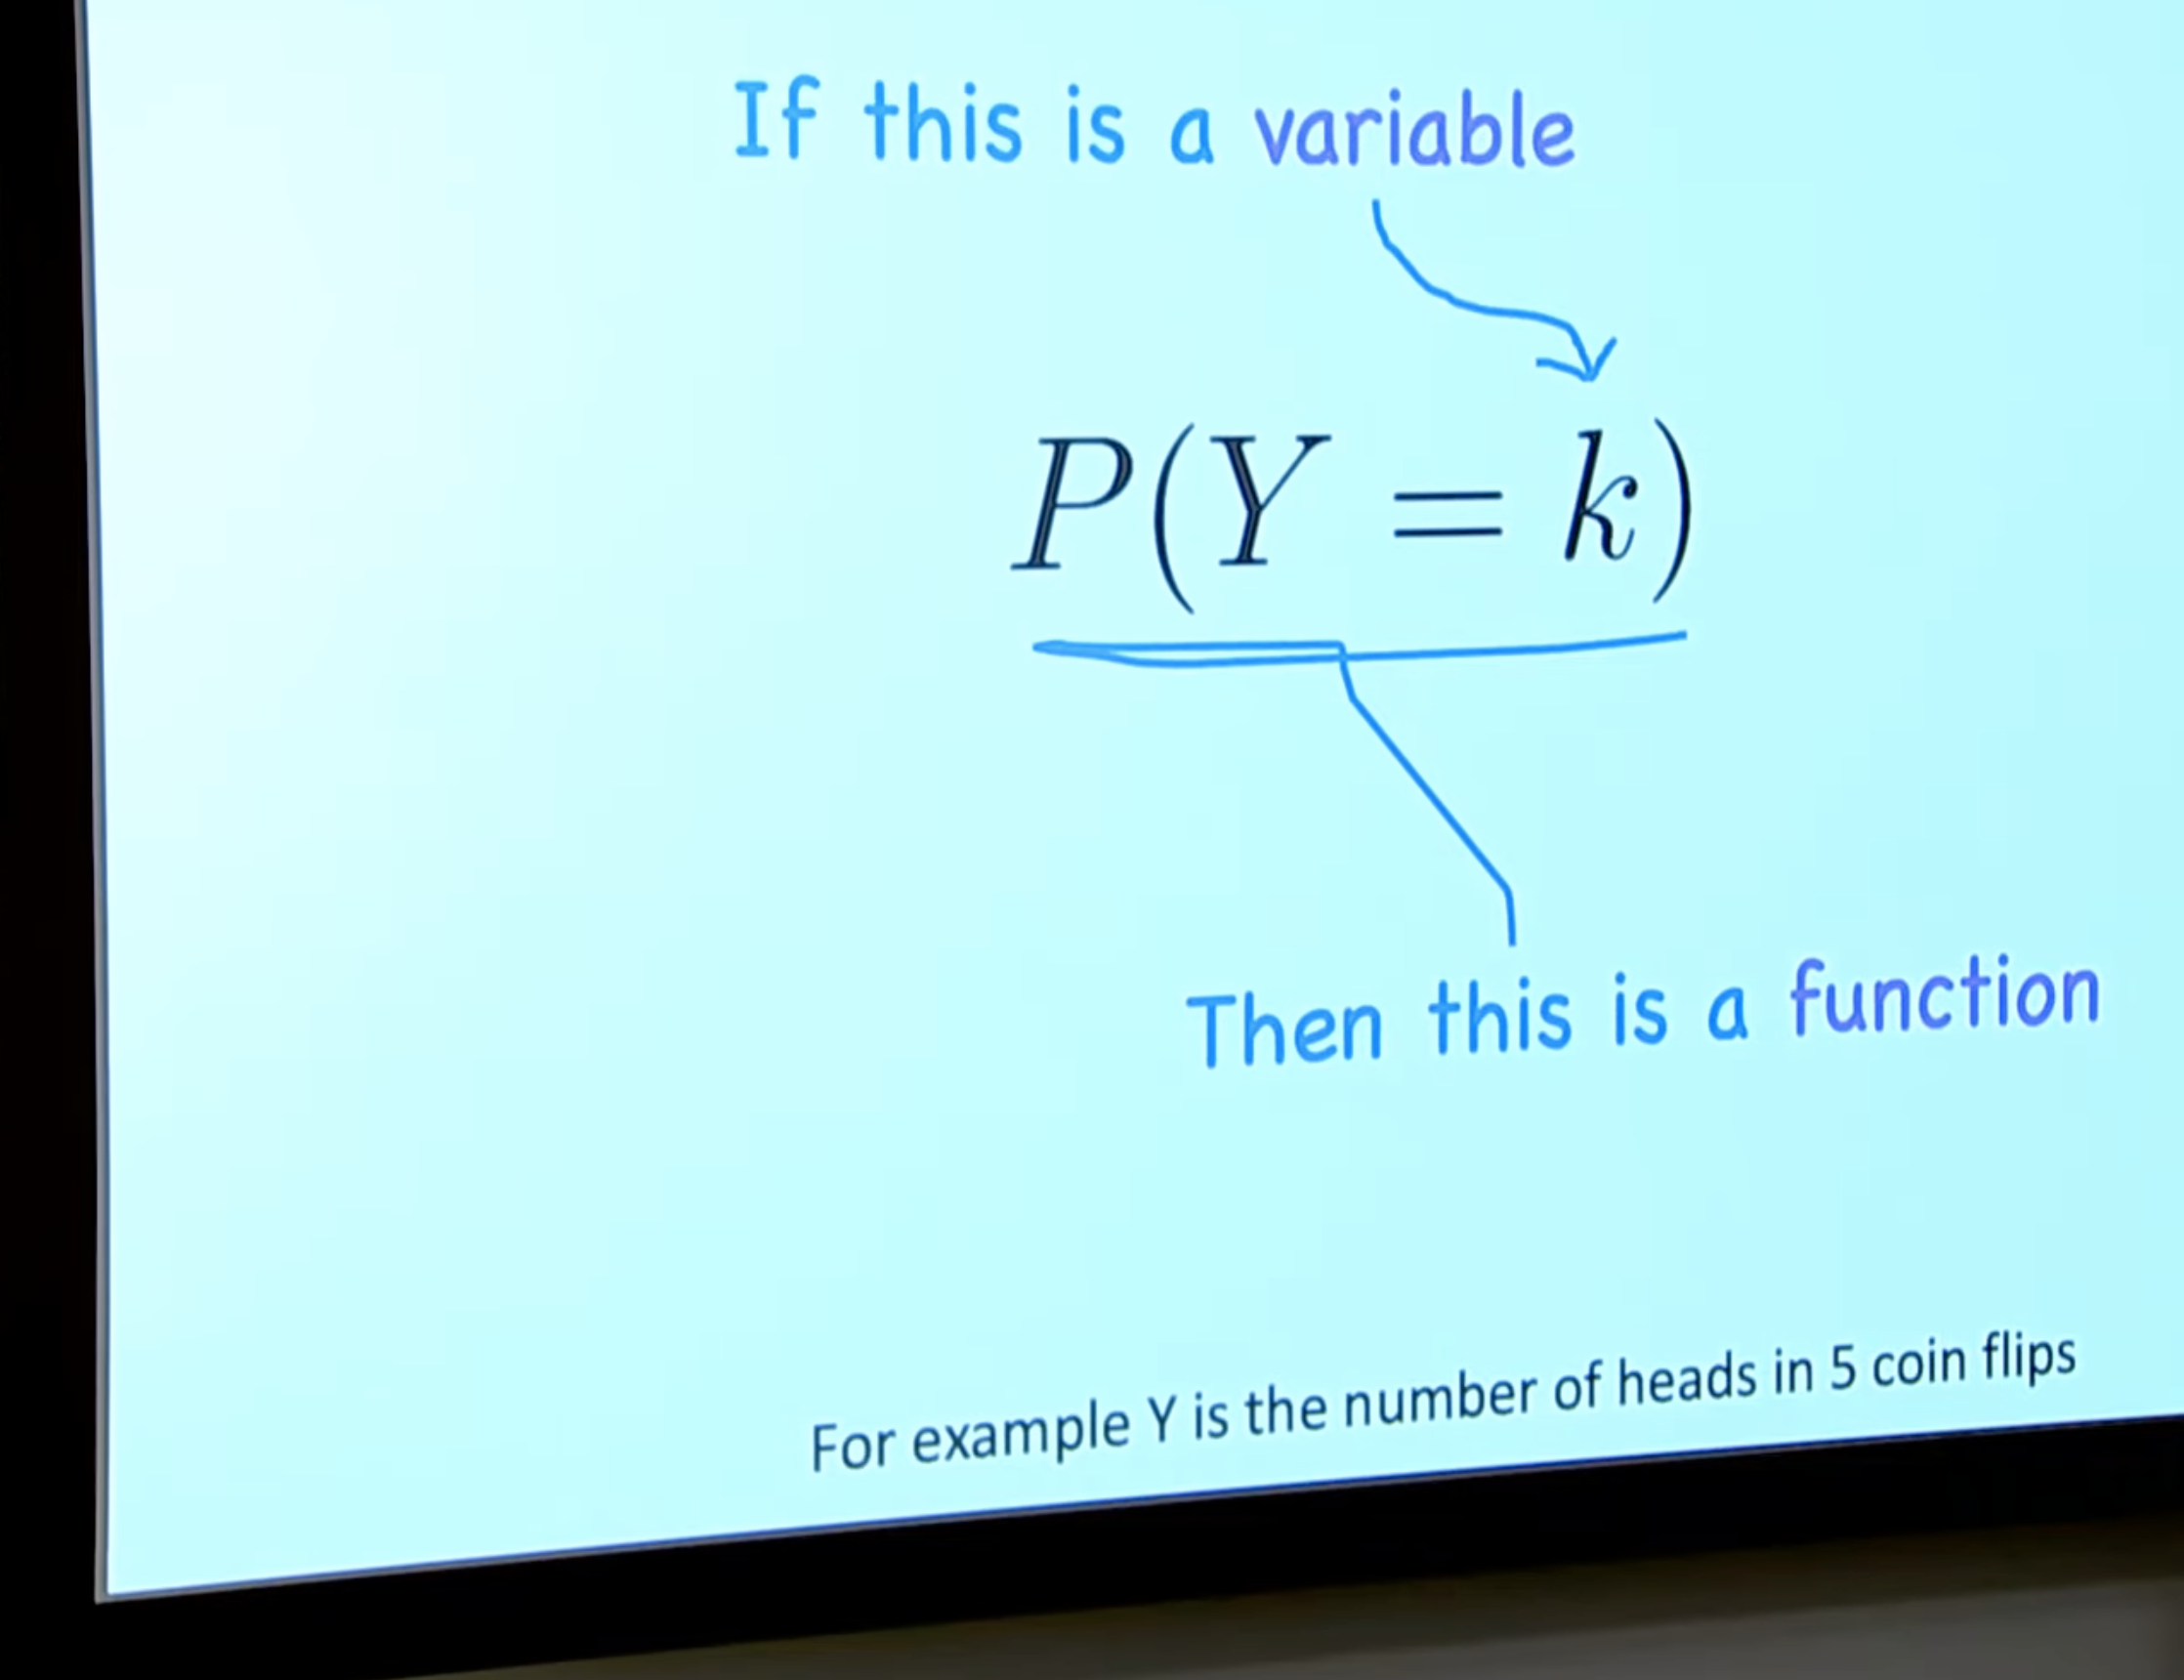 If this is a variable
P(Y = k)
Then this is a function
For example Y is the number of heads in 5 coin flips